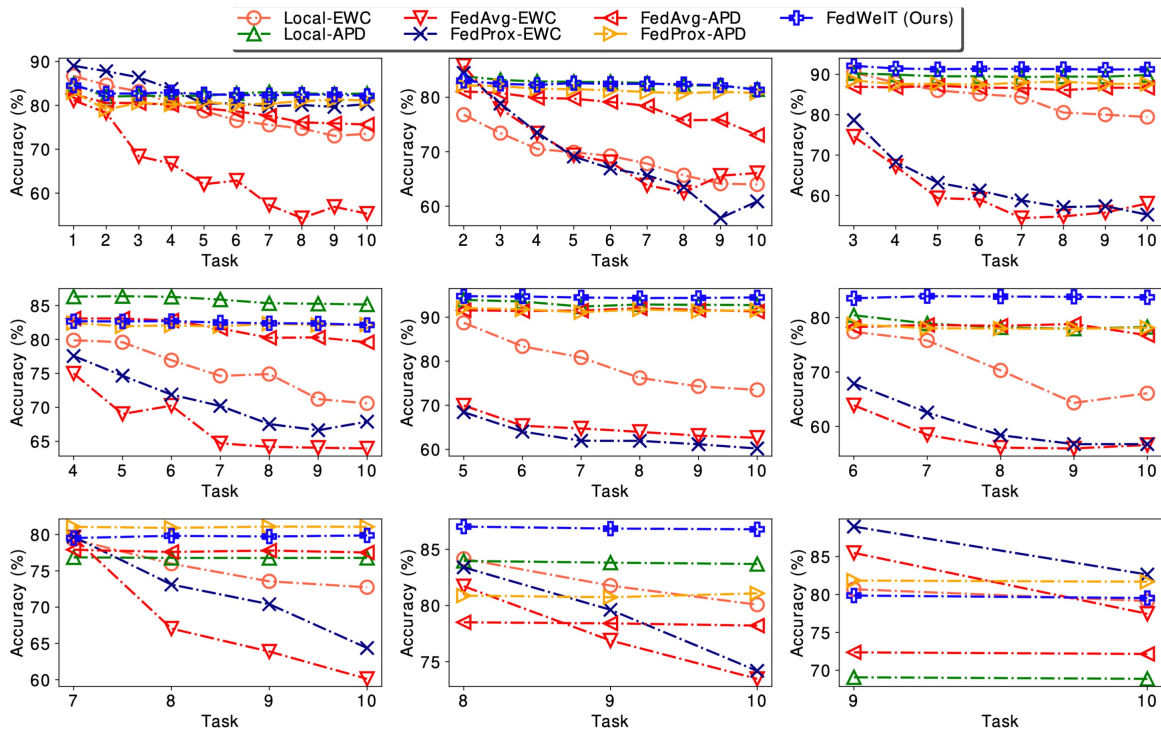 Local-EWC FedAvg-EWC FedAvg-APD FedWeIT (Ours)
Local-APD FedProx-EWC FedProx-APD
90
80
70
60
Accuracy (%)
1 2 3 4 5 6 7 8 9 10
Task
80
70
60
Accuracy (%)
2 3 4 5 6 7 8 9 10
Task
90
80
70
60
Accuracy (%)
3 4 5 6 7 8 9 10
Task
85
80
75
70
65
Accuracy (%)
4 5 6 7 8 9 10
Task
90
80
70
60
Accuracy (%)
5 6 7 8 9 10
Task
80
70
60
Accuracy (%)
6 7 8 9 10
Task
80
75
70
65
60
Accuracy (%)
7 8 9 10
Task
85
80
75
Accuracy (%)
8 9 10
Task
85
80
75
70
Accuracy (%)
9 10
Task